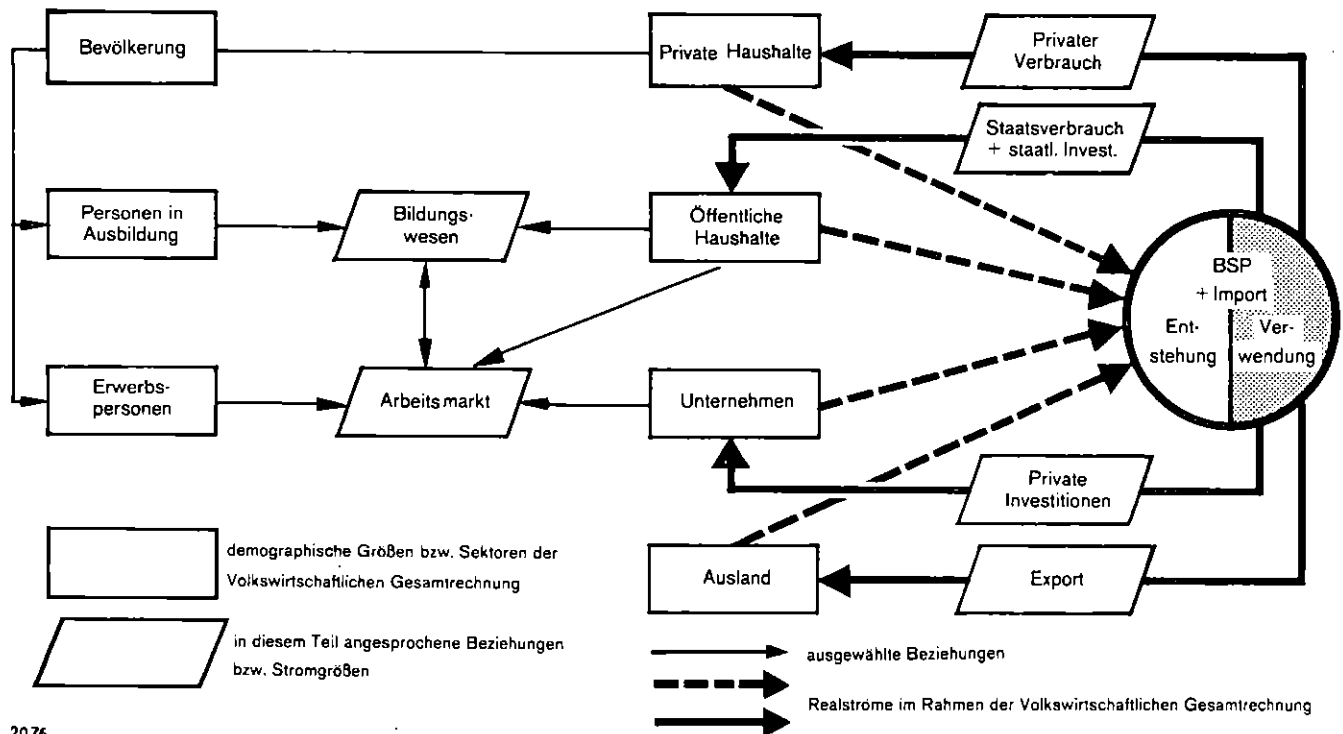 Bevölkerung
Private Haushalte
Privater
Verbrauch
Staatsverbrauch
+ staatl. Invest.
Personen in
Ausbildung
Bildungs-
wesen
Öffentliche
Haushalte
BSP
+ Import
Ent-
stehung
Ver-
wendung
Erwerbs-
personen
Arbeitsmarkt
Unternehmen
Private
Investitionen
Ausland
Export
demographische Größen bzw. Sektoren der
Volkswirtschaftlichen Gesamtrechnung
in diesem Teil angesprochene Beziehungen
bzw. Stromgrößen
ausgewählte Beziehungen
Realströme im Rahmen der Volkswirtschaftlichen Gesamtrechnung